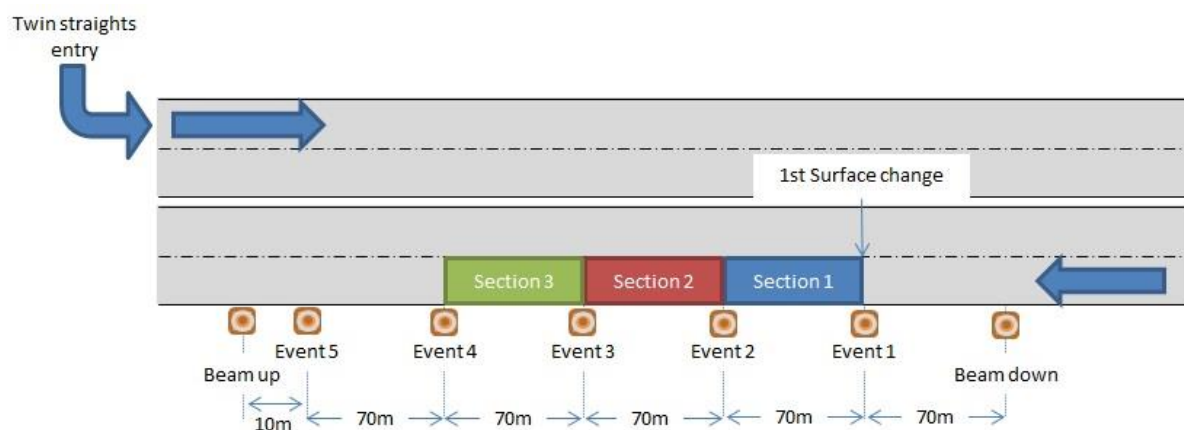 Twin straights
entry
1st Surface change
Section 3
Section 2
Section 1
Event 5
Event 4
Event 3
Event 2
Event 1
Beam up
Beam down
10m
70m
70m
70m
70m
70m